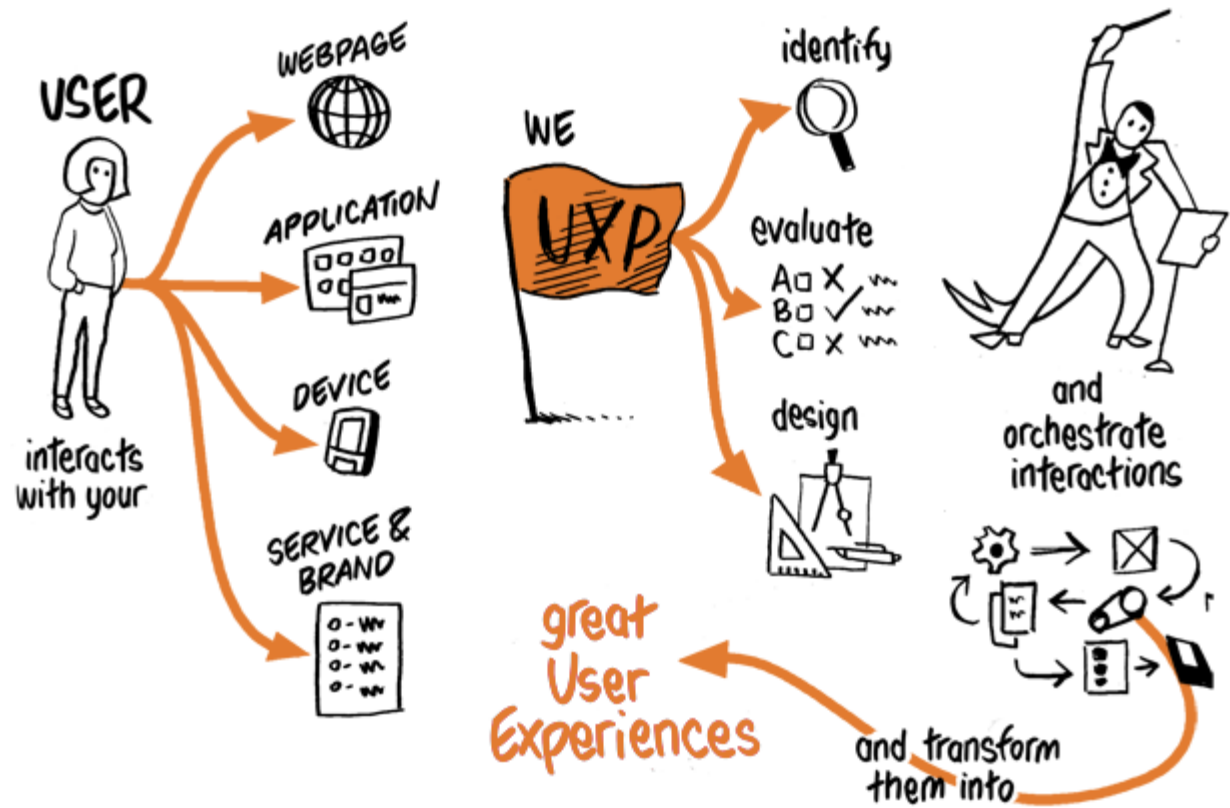 USER
interacts
with your
WEBPAGE
APPLICATION
DEVICE
SERVICE &
BRAND
WE
UXP
identify
evaluate
A
B
C
design
and
orchestrate
interactions
and transform
them into
great
User
Experiences